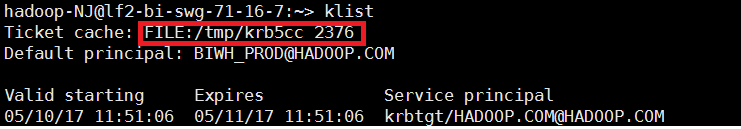 hadoop-NJ@lf2-bi-swg-71-16-7:~> klist
Ticket cache: FILE:/tmp/krb5cc_2376
Default principal: BIWH_PROD@HADOOP.COM
Valid starting Expires Service principal
05/10/17 11:51:06 05/11/17 11:51:06 krbtgt/HADOOP.COM@HADOOP.COM